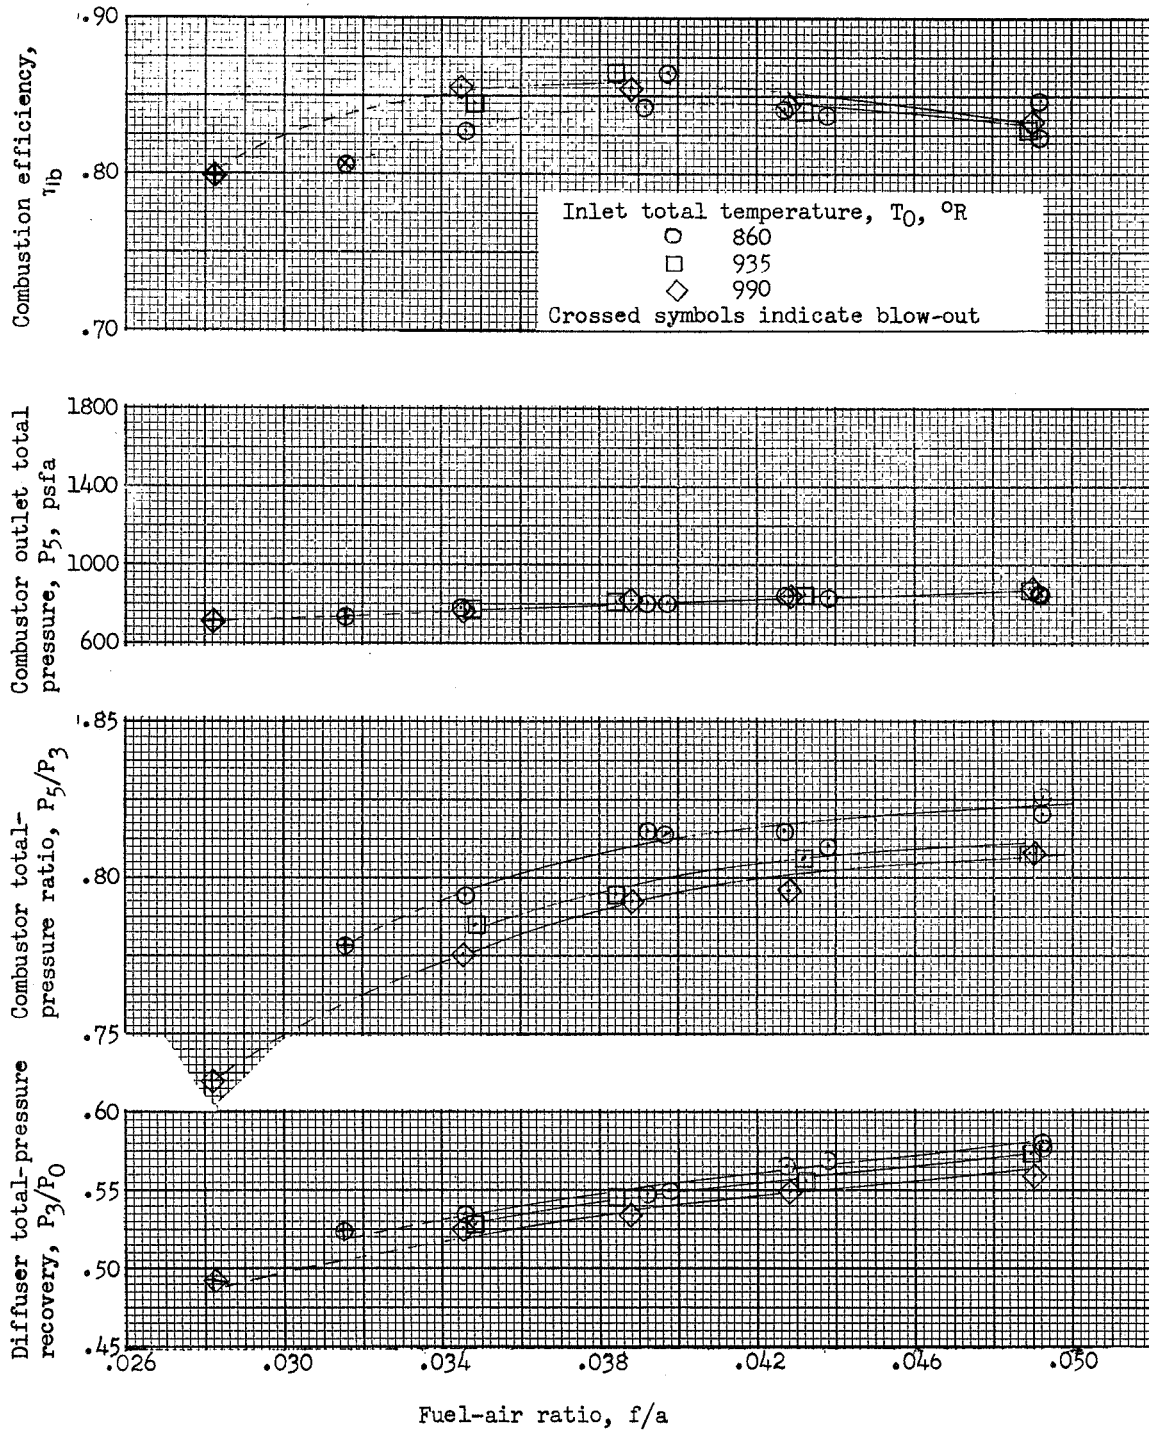 Combustion efficiency,
ηb
.90
.80
.70
Inlet total temperature, T0, °R
860
935
990
Crossed symbols indicate blow-out
Combustor outlet total
pressure, P5, psfa
1800
1400
1000
600
Combustor total-
pressure ratio, P5/P3
.85
.80
.75
Diffuser total-pressure
recovery, P3/P0
.60
.55
.50
.45
.026 .030 .034 .038 .042 .046 .050
Fuel-air ratio, f/a